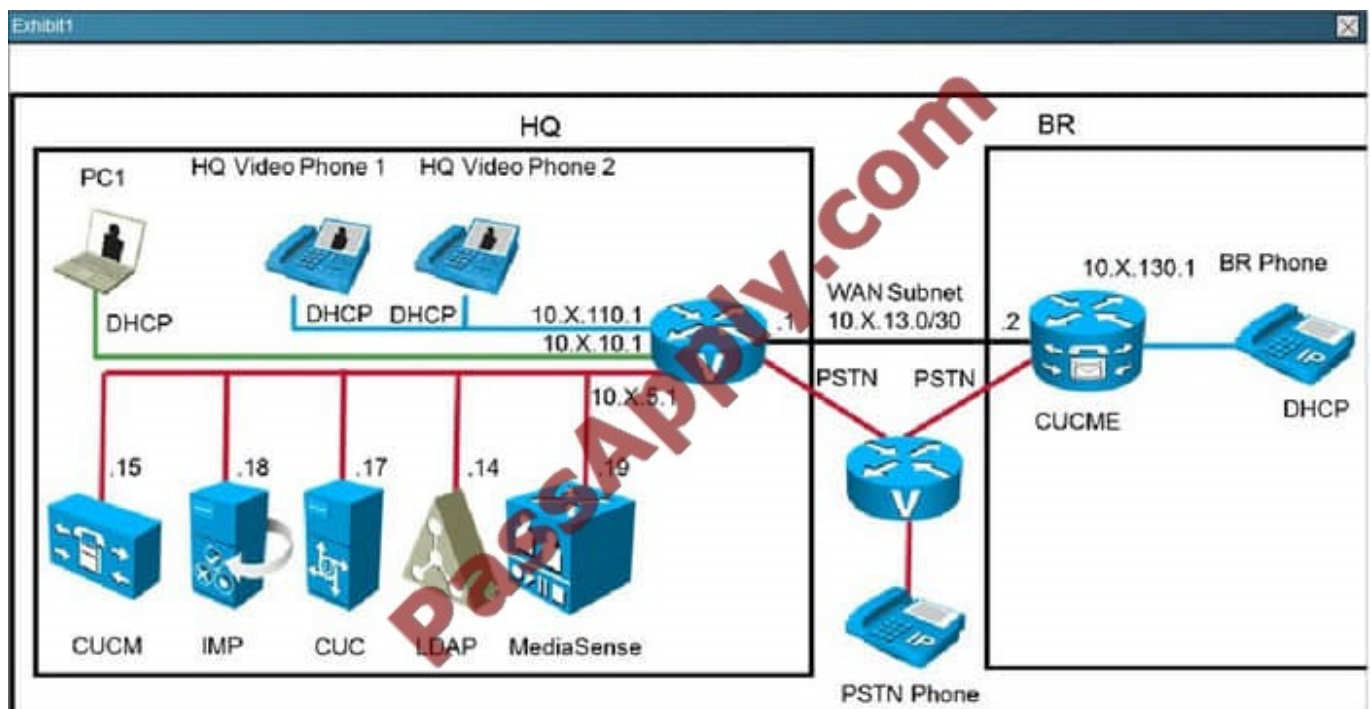 Exhibit1
HQ
BR
PC1
HQ Video Phone 1
HQ Video Phone 2
DHCP
DHCP
DHCP
10.X.110.1
10.X.10.1
10.X.5.1
V
.1
WAN Subnet
10.X.13.0/30
.2
10.X.130.1
BR Phone
IP
DHCP
CUCME
PSTN
PSTN
V
IP
PSTN Phone
.15
.18
.17
.14
.19
CUCM
IMP
CUC
LDAP
MediaSense
PassApply.com